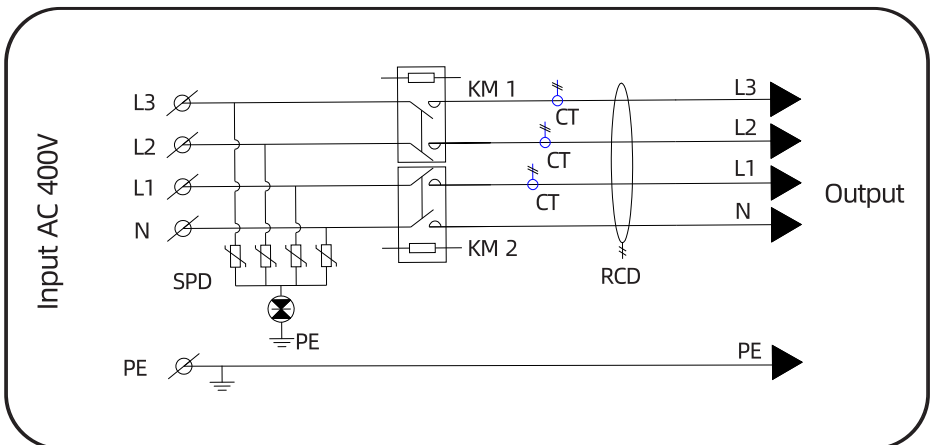 Input AC 400V
KM 1
L3
CT
L3
L2
CT
L2
L1
CT
L1
Output
N
N
KM 2
SPD
RCD
PE
PE
PE